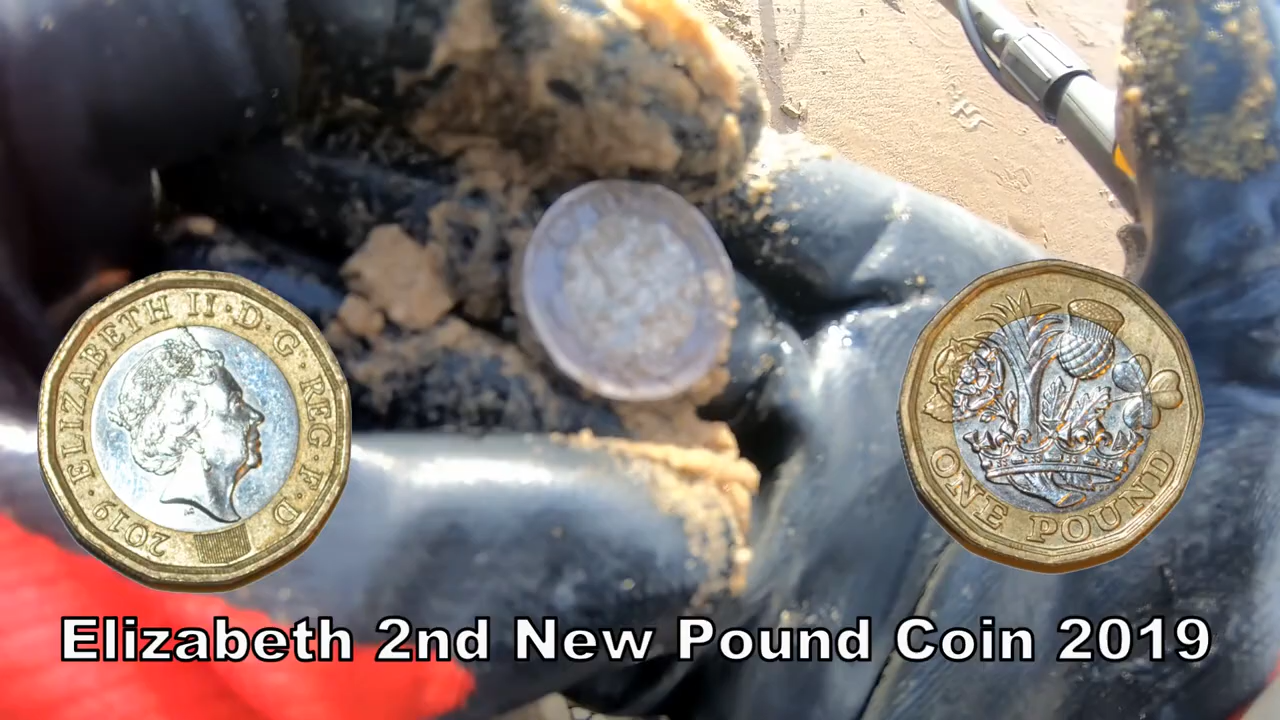 ELIZABETH II·D·G·REG·F·D·2019
ONE POUND
Elizabeth 2nd New Pound Coin 2019